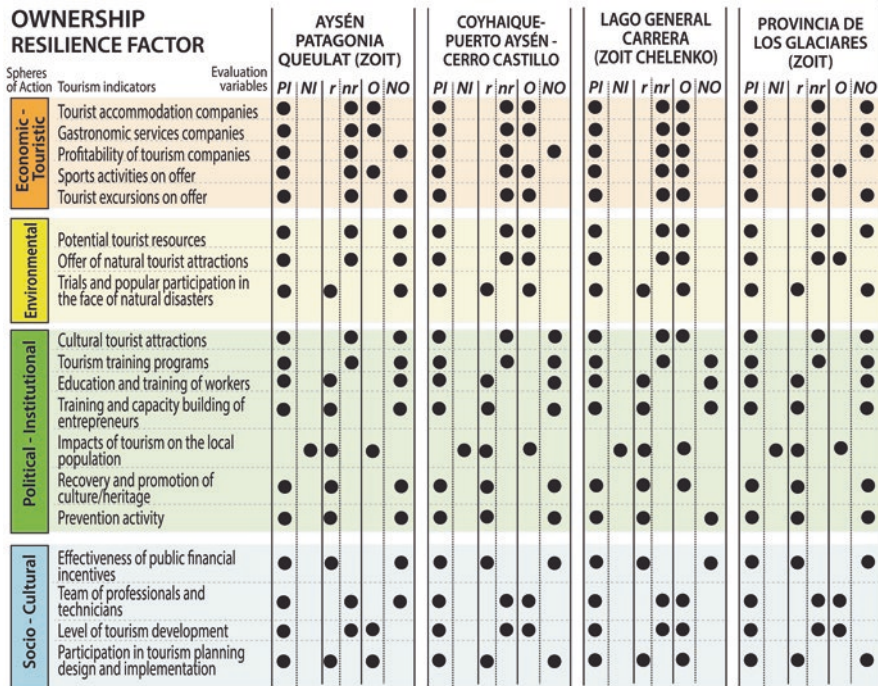 OWNERSHIP
RESILIENCE FACTOR
AYSÉN
PATAGONIA
QUEULAT (ZOIT)
COYHAIQUE-
PUERTO AYSÉN -
CERRO CASTILLO
LAGO GENERAL
CARRERA
(ZOIT CHELENKO)
PROVINCIA DE
LOS GLACIARES
(ZOIT)
Spheres
of Action
Tourism indicators
Evaluation
variables
PI NI r nr O NO
PI NI r nr O NO
PI NI r nr O NO
PI NI r nr O NO
Economic -
Touristic
Tourist accommodation companies
Gastronomic services companies
Profitability of tourism companies
Sports activities on offer
Tourist excursions on offer
Environmental
Potential tourist resources
Offer of natural tourist attractions
Trials and popular participation in
the face of natural disasters
Political - Institutional
Cultural tourist attractions
Tourism training programs
Education and training of workers
Training and capacity building of
entrepreneurs
Impacts of tourism on the local
population
Recovery and promotion of
culture/heritage
Prevention activity
Socio - Cultural
Effectiveness of public financial
incentives
Team of professionals and
technicians
Level of tourism development
Participation in tourism planning
design and implementation